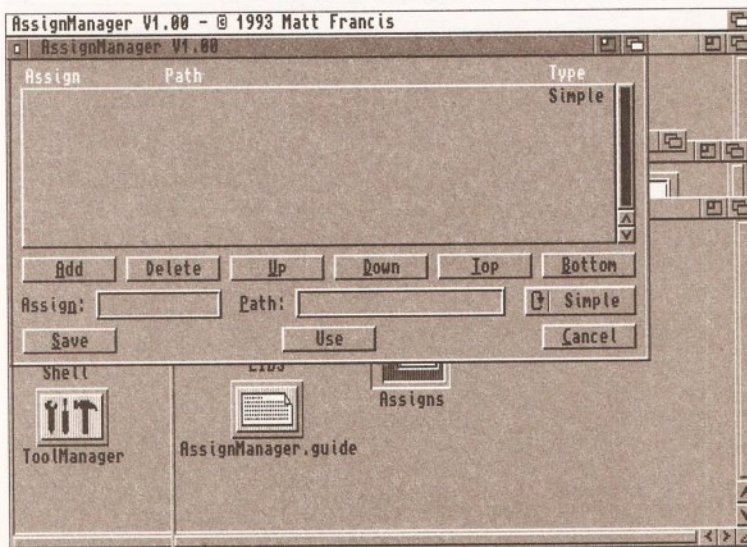 AssignManager V1.00 - © 1993 Matt Francis
AssignManager V1.00
Assign Path Type
Simple
Add Delete Up Down Top Bottom
Assign: Path: Simple
Save Use Cancel
Shell LIBS
Assigns
ToolManager AssignManager.guide